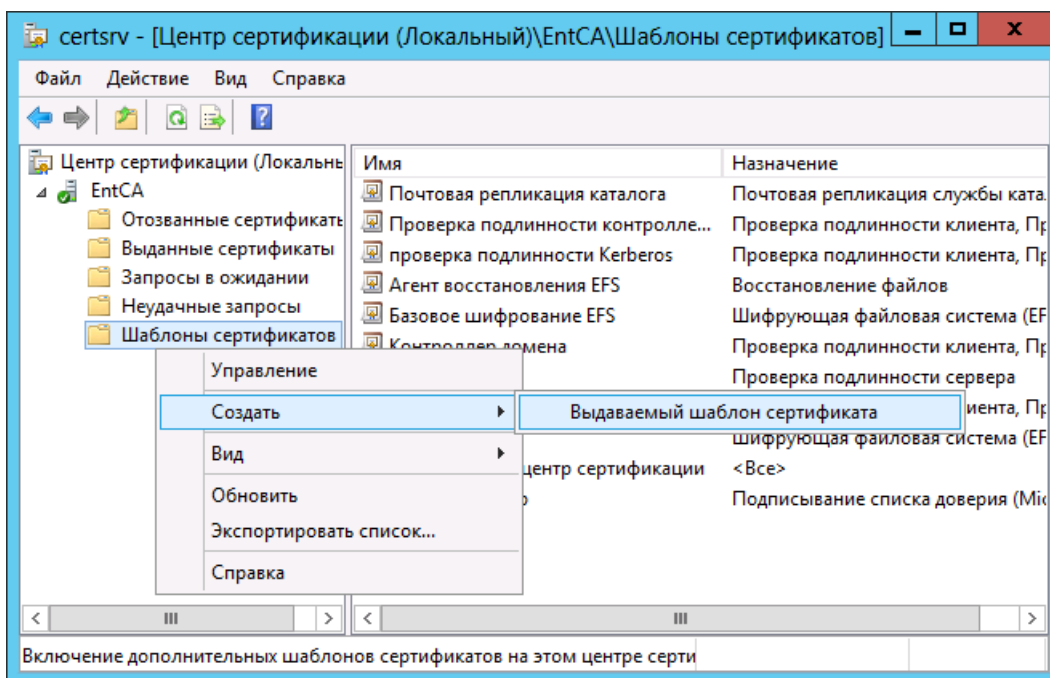 certsrv - [Центр сертификации (Локальный)\EntCA\Шаблоны сертификатов]
Файл Действие Вид Справка
Центр сертификации (Локальнь
EntCA
Отозванные сертификать
Выданные сертификаты
Запросы в ожидании
Неудачные запросы
Шаблоны сертификатов
Имя Назначение
Почтовая репликация каталога Почтовая репликация службы ката
Проверка подлинности контролле... Проверка подлинности клиента, Пр
проверка подлинности Kerberos Проверка подлинности клиента, Пр
Агент восстановления EFS Восстановление файлов
Базовое шифрование EFS Шифрующая файловая система (EF
Контроллер домена Проверка подлинности клиента, Пр
Проверка подлинности сервера
иента, Пр
Шифрующая файловая система (EF
центр сертификации <Все>
Подписывание списка доверия (Mic
Управление
Создать
Выдаваемый шаблон сертификата
Вид
Обновить
Экспортировать список...
Справка
Включение дополнительных шаблонов сертификатов на этом центре серти